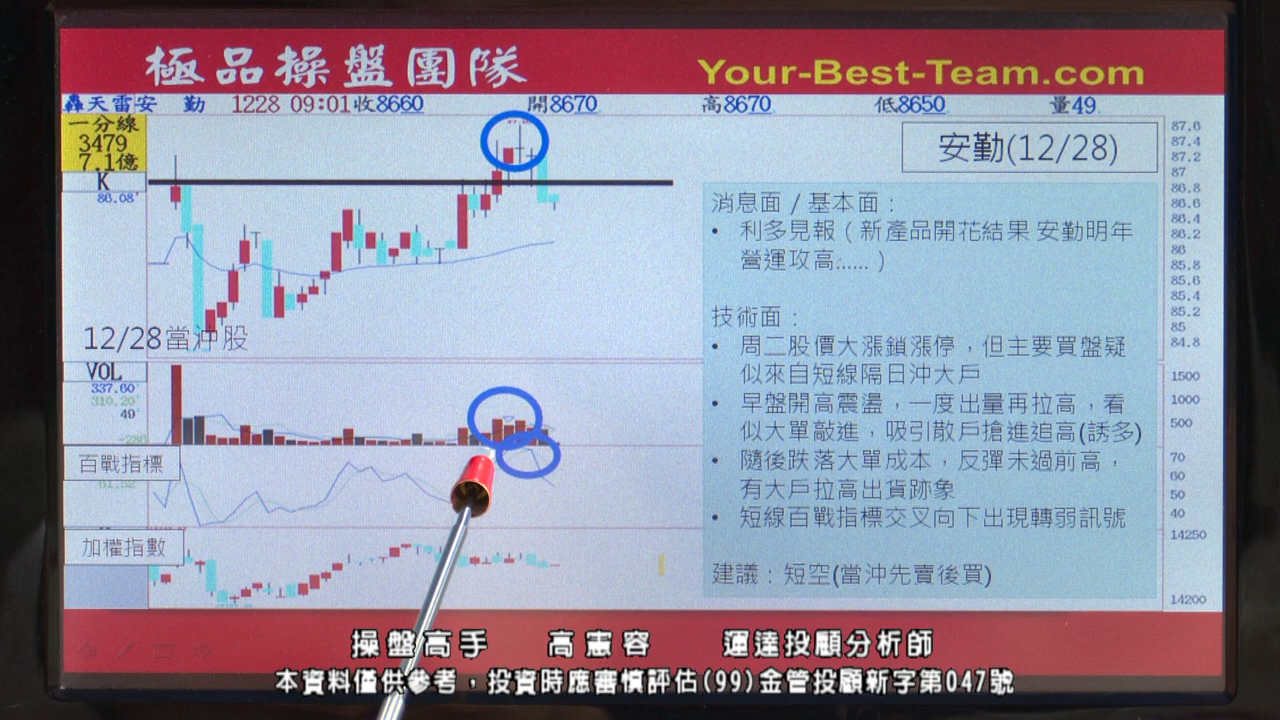 極品操盤團隊
Your-Best-Team.com
轟天雷安 勤 1228 09:01收8660 開8670 高8670 低8650 量49
一分線
3479
7.1億
K
86.08
安勤(12/28)
消息面 / 基本面：
• 利多見報（新產品開花結果 安勤明年
營運攻高......）
技術面：
• 周二股價大漲鎖漲停，但主要買盤疑
似來自短線隔日沖大戶
• 早盤開高震盪，一度出量再拉高，看
似大單敲進，吸引散戶搶進追高(誘多)
• 隨後跌落大單成本，反彈未過前高，
有大戶拉高出貨跡象
• 短線百戰指標交叉向下出現轉弱訊號
建議：短空(當沖先賣後買)
12/28當沖股
VOL
337.60
310.20
49
百戰指標
加權指數
87.6
87.4
87.2
87
86.8
86.6
86.4
86.2
86
85.8
85.6
85.4
85.2
85
84.8
1500
1000
500
70
60
50
40
14250
14200
操盤高手 高憲容 運達投顧分析師
本資料僅供參考，投資時應審慎評估(99)金管投顧新字第047號